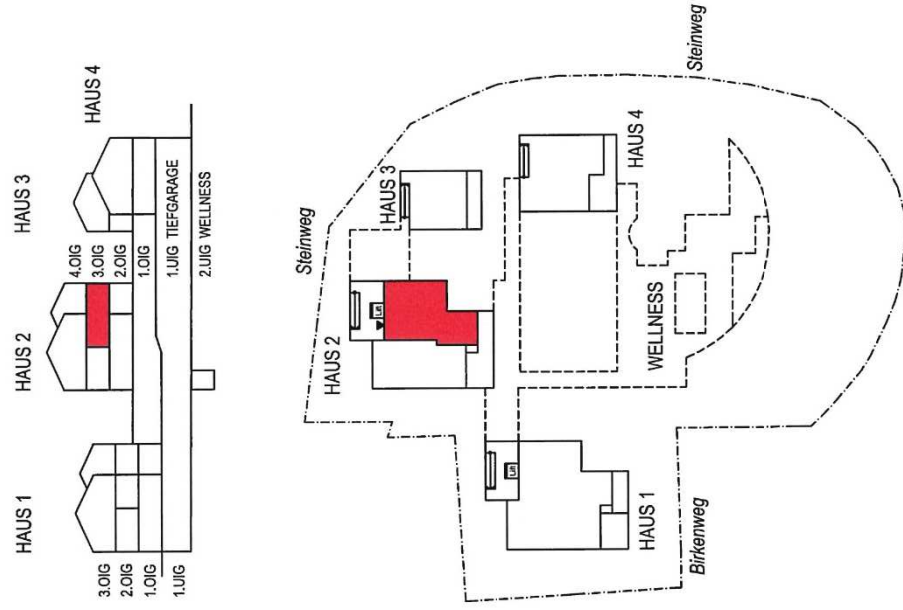 HAUS 1
HAUS 2
HAUS 3
HAUS 4
3.OIG
2.OIG
1.OIG
1.UIG
4.OIG
3.OIG
2.OIG
1.OIG
1.UIG TIEFGARAGE
2.UIG WELLNESS
Steinweg
Steinweg
HAUS 2
Lift
HAUS 3
HAUS 4
WELLNESS
Lift
HAUS 1
Birkenweg